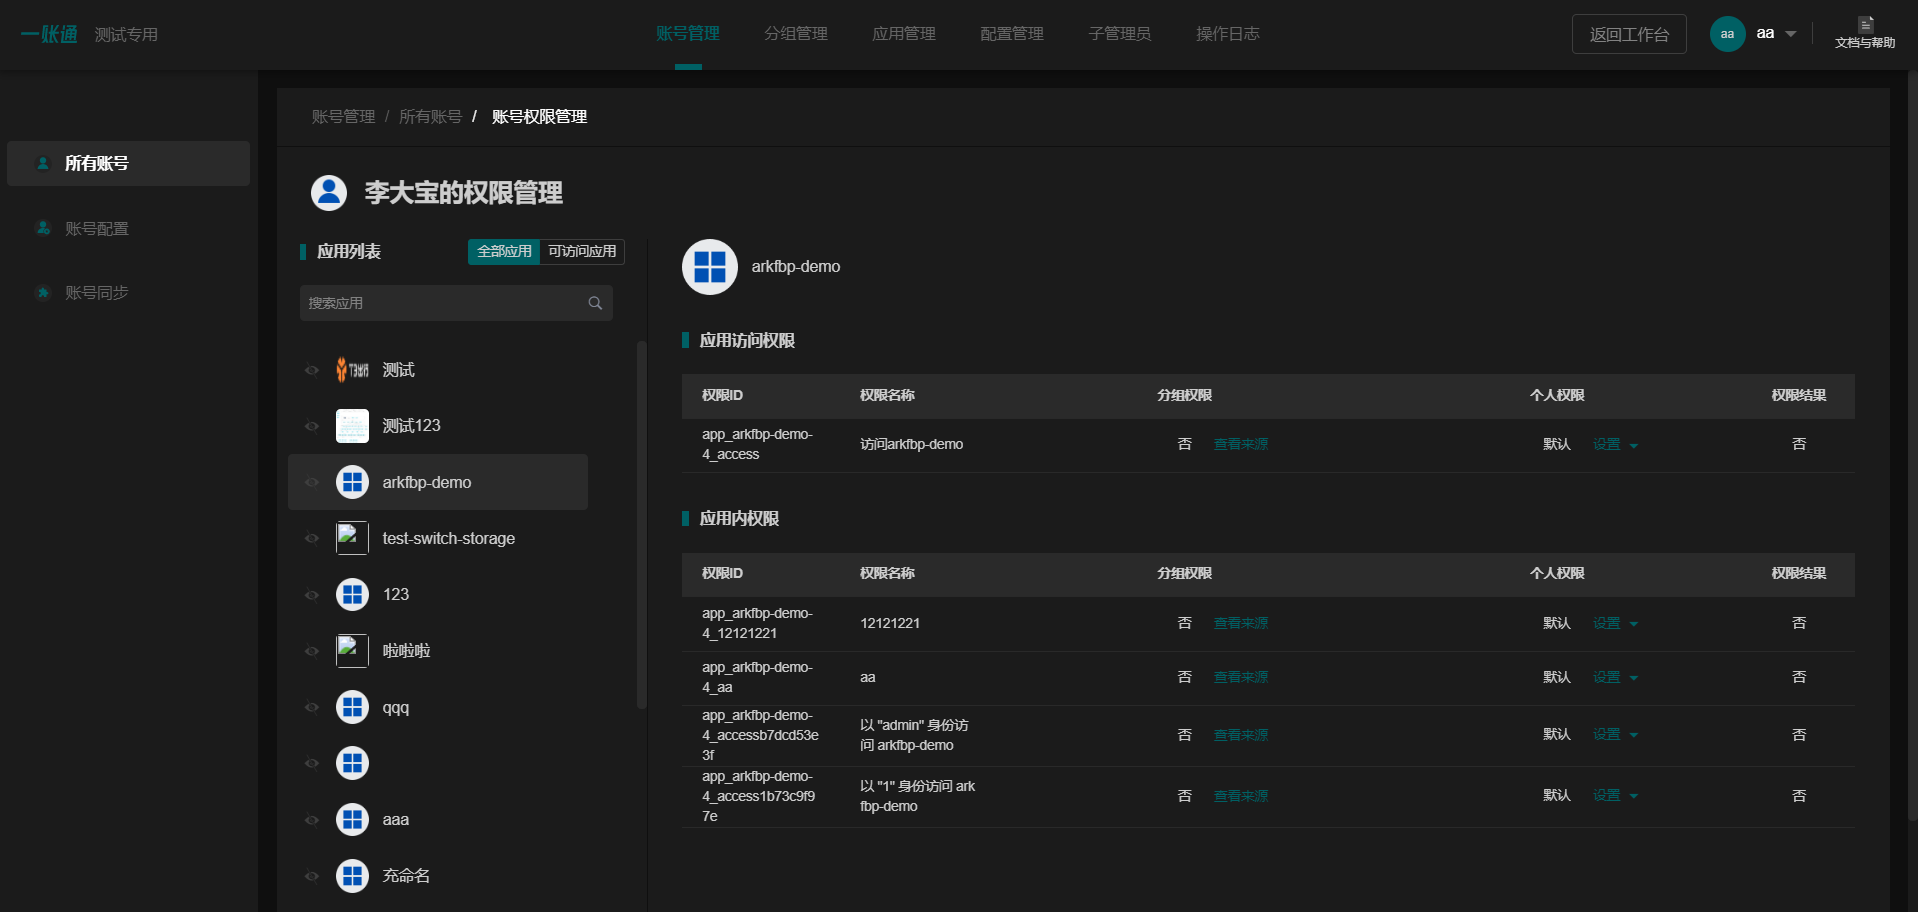 一账通 测试专用
账号管理 分组管理 应用管理 配置管理 子管理员 操作日志
返回工作台 aa aa 文档与帮助
所有账号
账号配置
账号同步
账号管理 / 所有账号 / 账号权限管理
李大宝的权限管理
应用列表 全部应用 可访问应用
搜索应用
测试
测试123
arkfbp-demo
test-switch-storage
123
啦啦啦
qqq
aaa
充命名
arkfbp-demo
应用访问权限
权限ID 权限名称 分组权限 个人权限 权限结果
app_arkfbp-demo-
4_access
访问arkfbp-demo 否 查看来源 默认 设置 否
应用内权限
权限ID 权限名称 分组权限 个人权限 权限结果
app_arkfbp-demo-
4_12121221
12121221 否 查看来源 默认 设置 否
app_arkfbp-demo-
4_aa
aa 否 查看来源 默认 设置 否
app_arkfbp-demo-
4_accessb7dcd53e
3f
以 "admin" 身份访
问 arkfbp-demo
否 查看来源 默认 设置 否
app_arkfbp-demo-
4_access1b73c9f9
7e
以 "1" 身份访问 ark
fbp-demo
否 查看来源 默认 设置 否